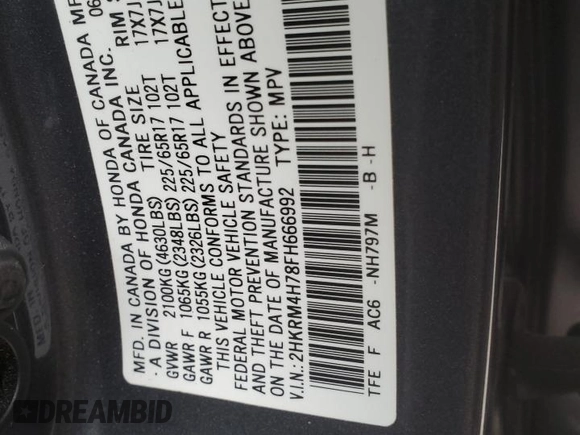 MFD. IN CANADA BY HONDA OF CANADA MFG
06
- A DIVISION OF HONDA CANADA INC.
TIRE SIZE RIM
GVWR 2100KG (4630LBS)
GAWR F 1065KG (2348LBS) 225/65R17 102T 17X7J
GAWR R 1055KG (2326LBS) 225/65R17 102T 17X7J
THIS VEHICLE CONFORMS TO ALL APPLICABLE
FEDERAL MOTOR VEHICLE SAFETY
AND THEFT PREVENTION STANDARDS IN EFFECT
ON THE DATE OF MANUFACTURE SHOWN ABOVE
V.I.N.: 2HKRM4H78FH666992 TYPE: MPV
TFE F AC6 -NH797M -B-H
DREAMBID